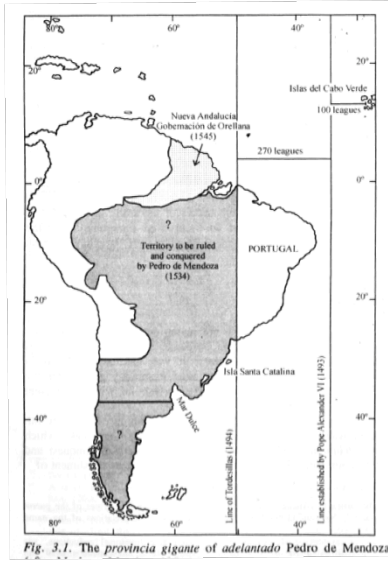 80°
60°
40°
20°
20°
Islas del Cabo Verde
100 leagues
Nueva Andalucía,
Gobernación de Orellana
(1545)
270 leagues
0°
0°
?
Territory to be ruled
and conquered
by Pedro de Mendoza
(1534)
PORTUGAL
20°
20°
Isla Santa Catalina
Mar Dulce
40°
40°
?
Line of Tordesillas (1494)
Line established by Pope Alexander VI (1493)
80°
60°
40°
Fig. 3.1. The provincia gigante of adelantado Pedro de Mendoza